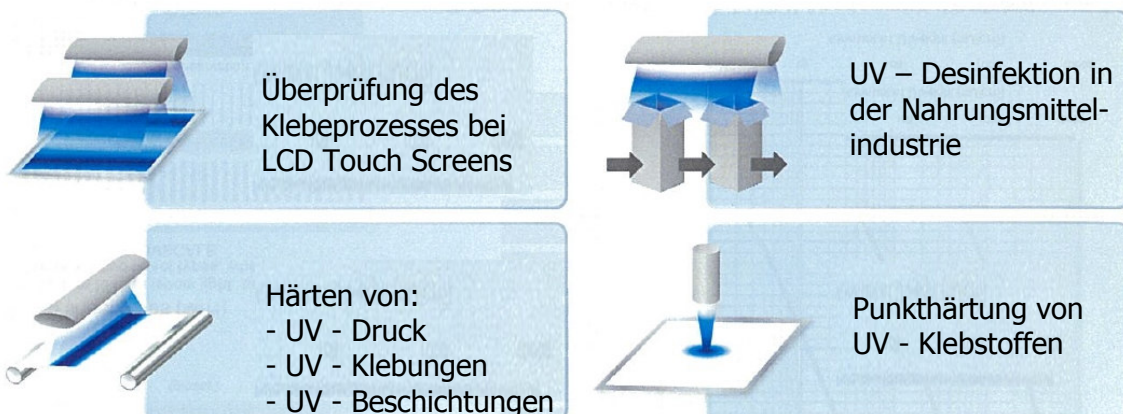 Überprüfung des
Klebeprozesses bei
LCD Touch Screens
UV – Desinfektion in
der Nahrungsmittel-
industrie
Härten von:
- UV - Druck
- UV - Klebungen
- UV - Beschichtungen
Punkthärtung von
UV - Klebstoffen